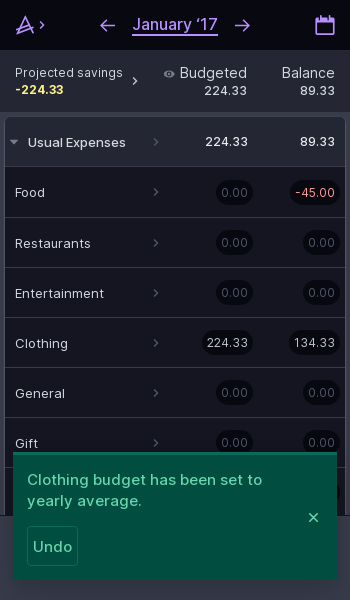 January ‘17
Projected savings
-224.33
Budgeted
224.33
Balance
89.33
Usual Expenses 224.33 89.33
Food 0.00 -45.00
Restaurants 0.00 0.00
Entertainment 0.00 0.00
Clothing 224.33 134.33
General 0.00 0.00
Gift 0.00 0.00
Clothing budget has been set to
yearly average.
Undo